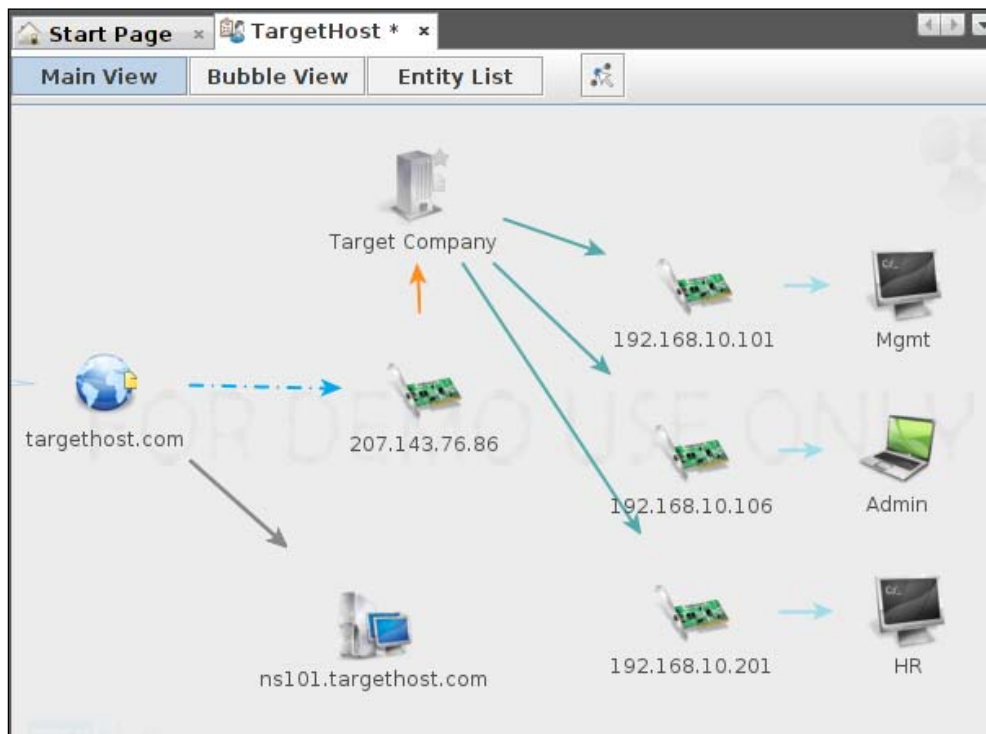 Start Page
TargetHost *
Main View
Bubble View
Entity List
Target Company
192.168.10.101
Mgmt
targethost.com
207.143.76.86
FOR DEMO USE ONLY
192.168.10.106
Admin
ns101.targethost.com
192.168.10.201
HR